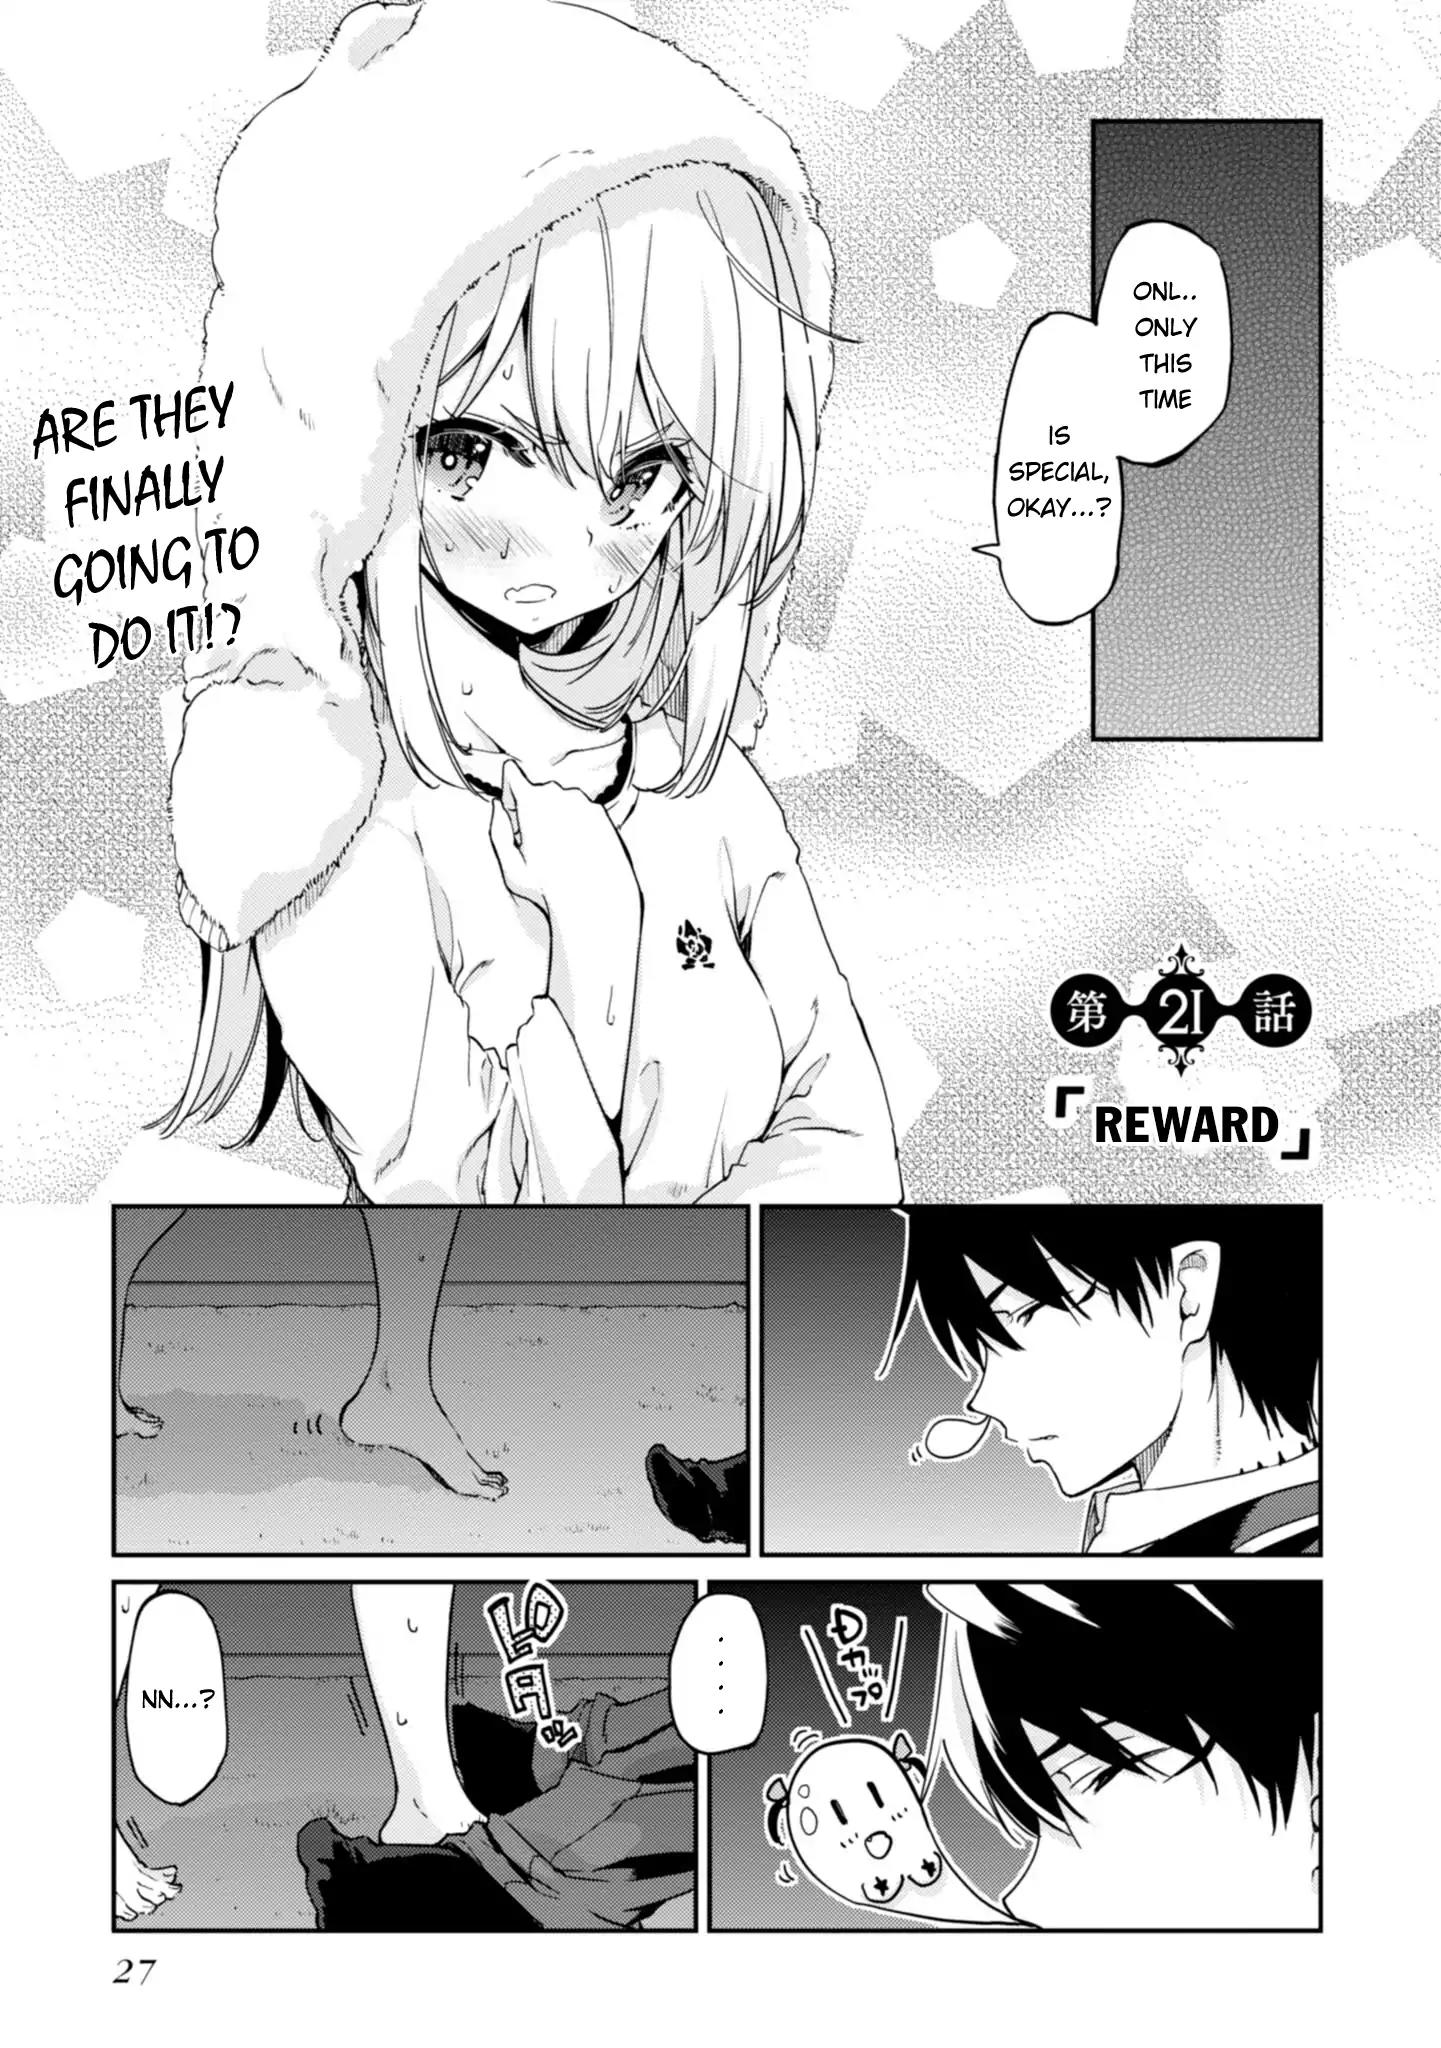 ONL..
ONLY
THIS
TIME
IS
SPECIAL,
OKAY...?
ARE THEY
FINALLY
GOING TO
DO IT!?
第21話
「REWARD」
....
NN...?
27